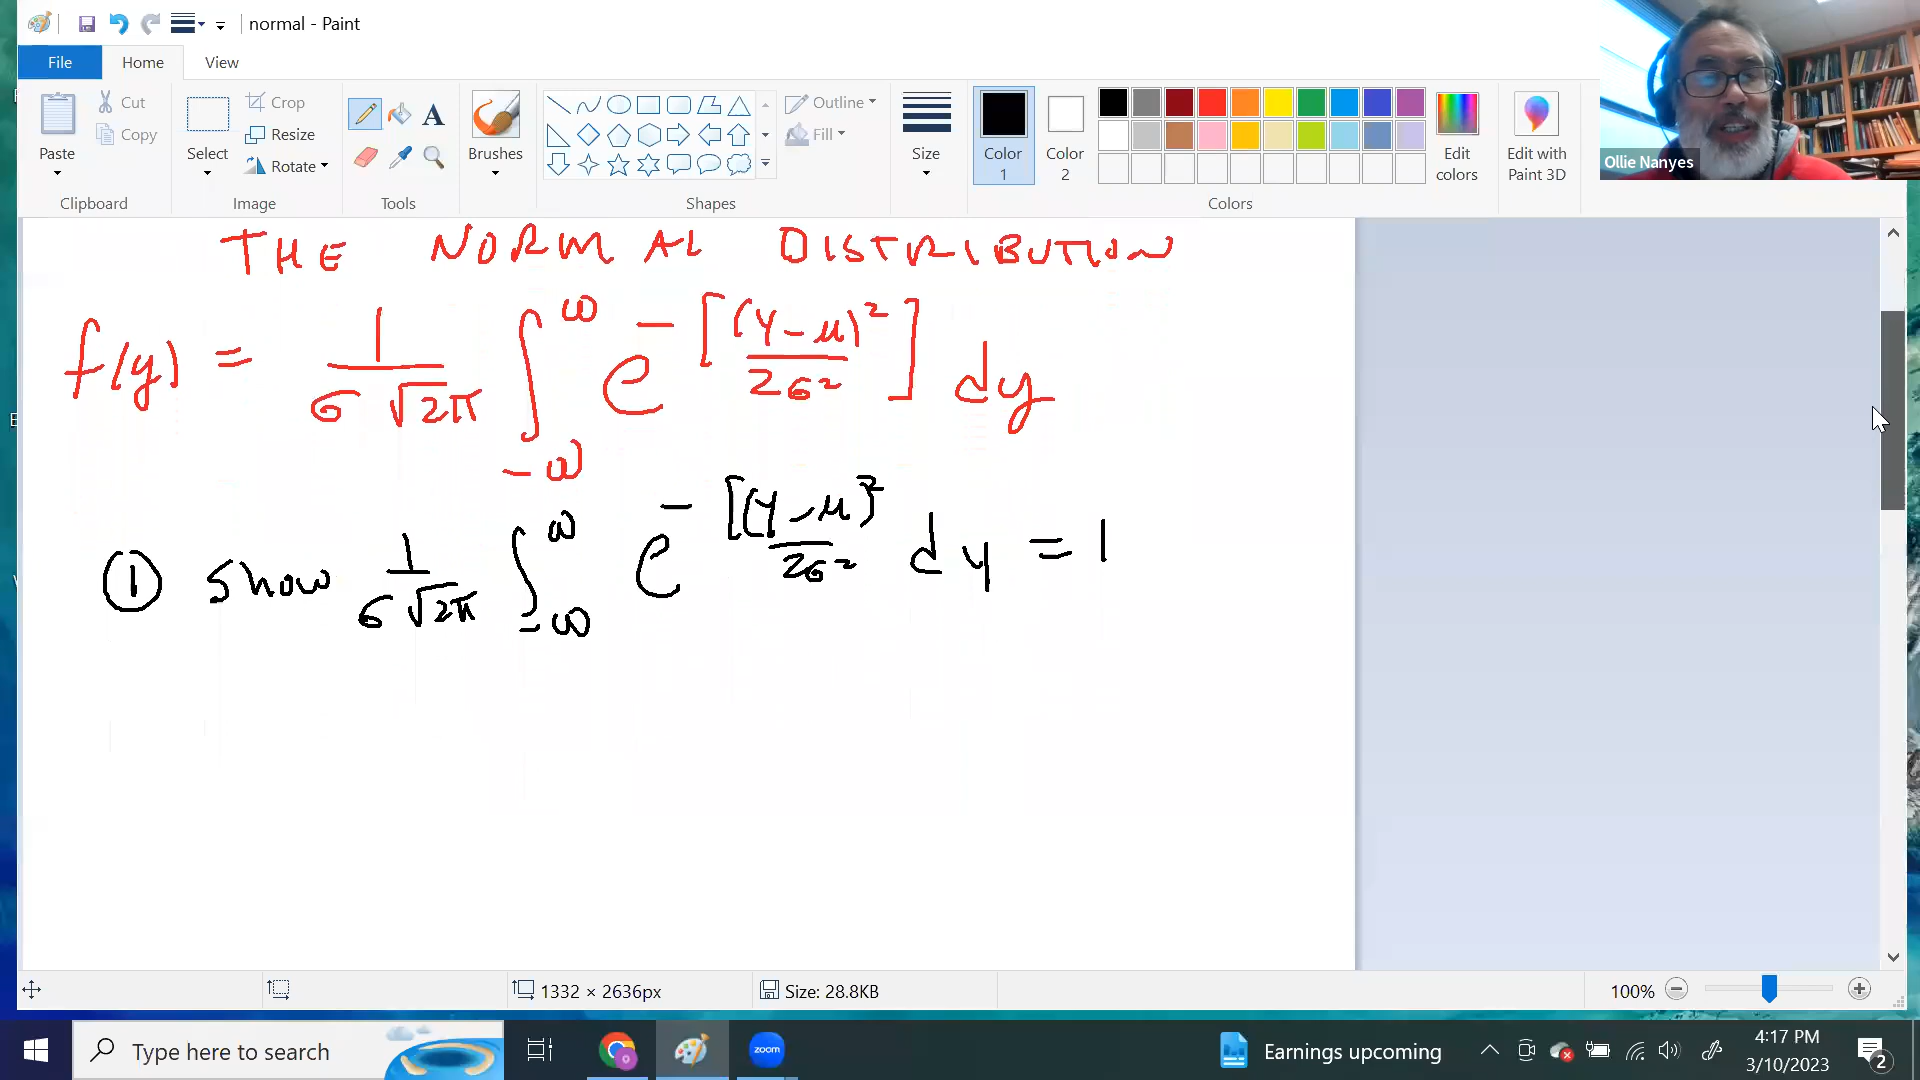 normal - Paint
File Home View
Paste
Cut
Copy
Clipboard
Select
Crop
Resize
Rotate
Image
A
Tools
Brushes
Shapes
Outline
Fill
Size
Color 1
Color 2
Edit colors
Edit with Paint 3D
Colors
Ollie Nanyes
THE NORMAL DISTRIBUTION
f(y) = 1/(σ√2π) ∫_{-∞}^{∞} e^{-[(y-μ)²/2σ²]} dy
① Show 1/(σ√2π) ∫_{-∞}^{∞} e^{-[(y-μ)²/2σ²} dy = 1
1332 × 2636px
Size: 28.8KB
100%
Type here to search
zoom
Earnings upcoming
4:17 PM
3/10/2023
2